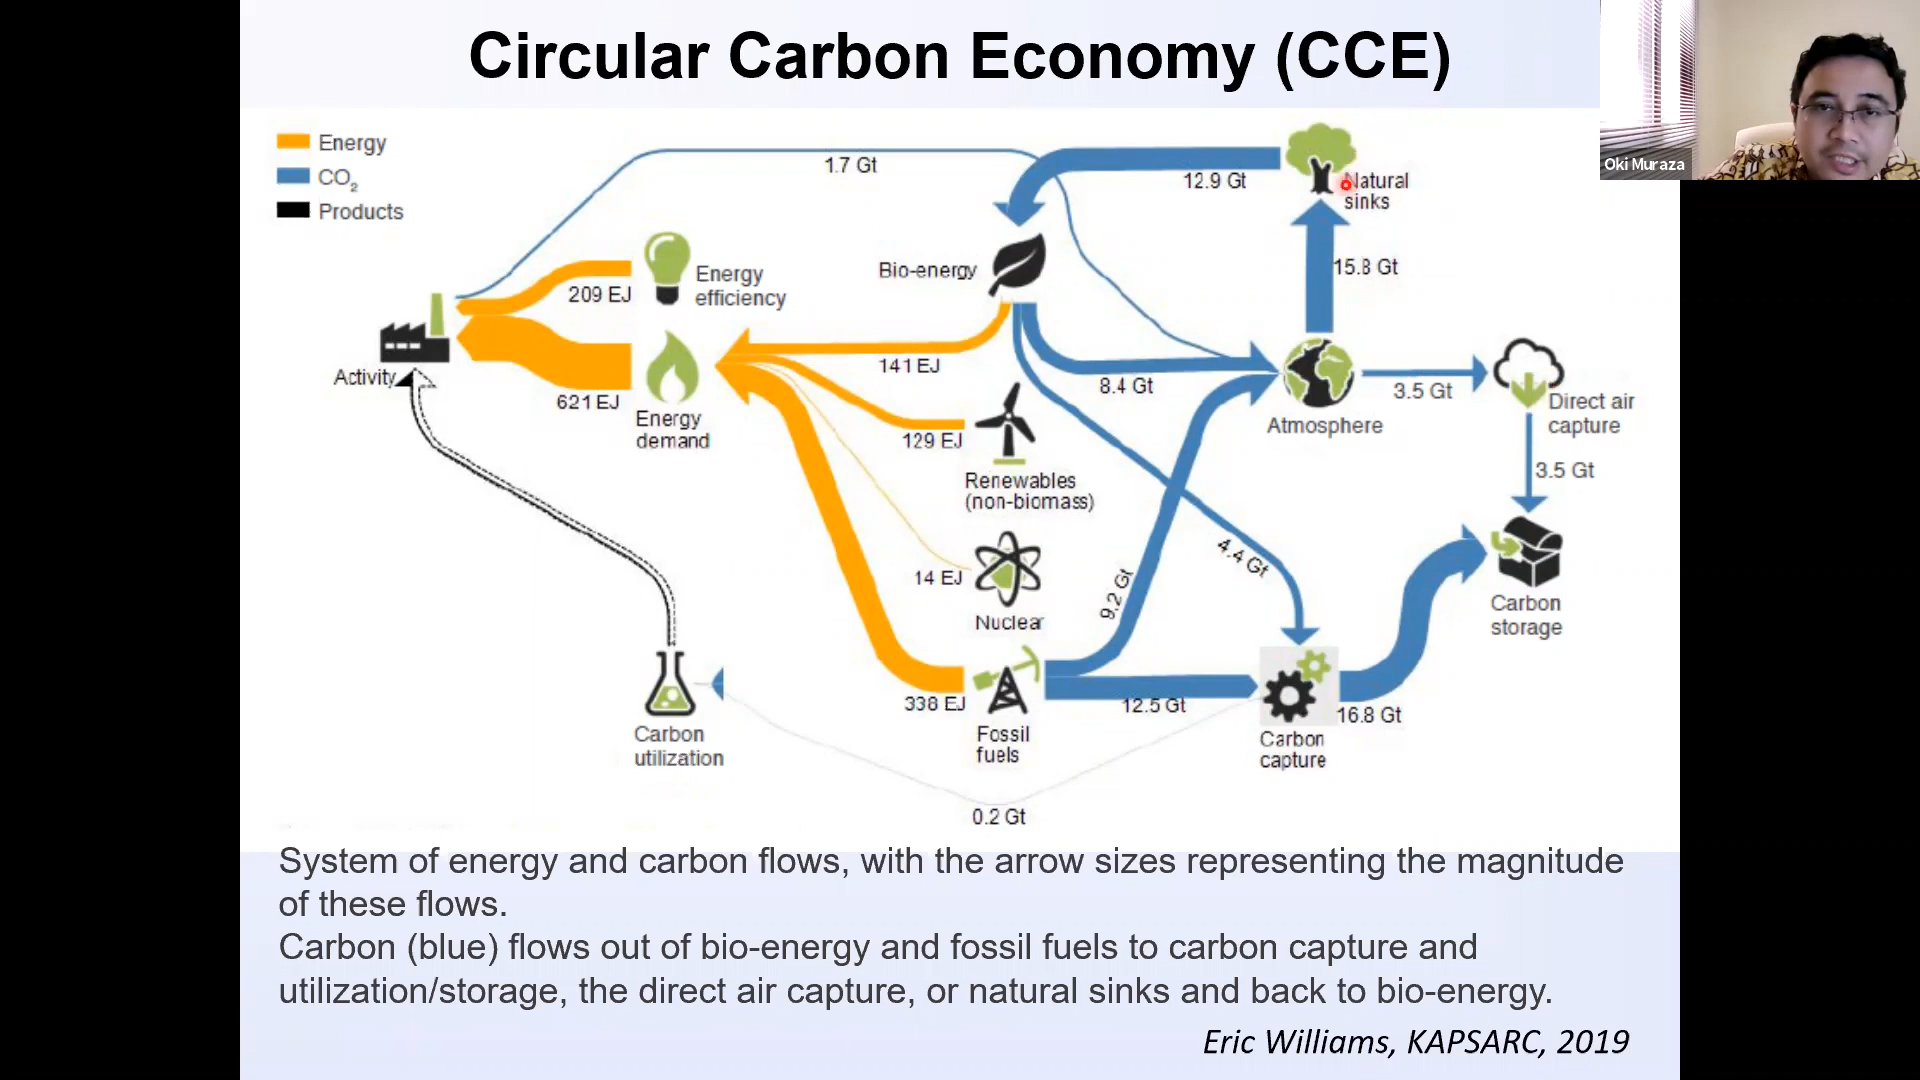 Circular Carbon Economy (CCE)
Oki Muraza
Energy
CO2
Products
1.7 Gt
12.9 Gt
Natural
sinks
15.8 Gt
Bio-energy
Energy
efficiency
209 EJ
141 EJ
8.4 Gt
Activity
621 EJ
Energy
demand
129 EJ
Renewables
(non-biomass)
Atmosphere
3.5 Gt
Direct air
capture
3.5 Gt
4.4 Gt
9.2 Gt
14 EJ
Nuclear
Carbon
storage
338 EJ
Fossil
fuels
12.5 Gt
16.8 Gt
Carbon
capture
Carbon
utilization
0.2 Gt
System of energy and carbon flows, with the arrow sizes representing the magnitude
of these flows.
Carbon (blue) flows out of bio-energy and fossil fuels to carbon capture and
utilization/storage, the direct air capture, or natural sinks and back to bio-energy.
Eric Williams, KAPSARC, 2019